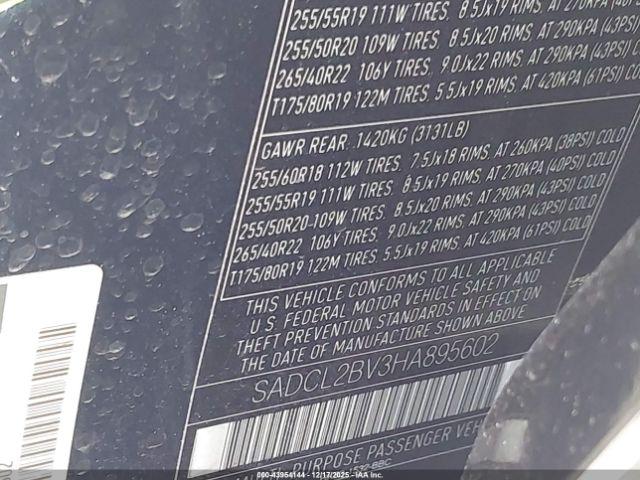 255/55R19 111W TIRES, 8.5Jx19 RIMS, AT 270KPA
255/50R20 109W TIRES, 8.5Jx20 RIMS, AT 290KPA (43PSI)
265/40R22 106Y TIRES, 9.0Jx22 RIMS, AT 290KPA (43PSI)
T175/80R19 122M TIRES, 5.5Jx19 RIMS, AT 420KPA (61PSI) COLD
GAWR REAR 1420KG (3131LB)
255/60R18 112W TIRES, 7.5Jx18 RIMS, AT 260KPA (38PSI) COLD
255/55R19 111W TIRES, 8.5Jx19 RIMS, AT 270KPA (40PSI) COLD
255/50R20 109W TIRES, 8.5Jx20 RIMS, AT 290KPA (43PSI) COLD
265/40R22 106Y TIRES, 9.0Jx22 RIMS, AT 290KPA (43PSI) COLD
T175/80R19 122M TIRES, 5.5Jx19 RIMS, AT 420KPA (61PSI) COLD
THIS VEHICLE CONFORMS TO ALL APPLICABLE
U.S FEDERAL MOTOR VEHICLE SAFETY AND
THEFT PREVENTION STANDARDS IN EFFECT ON
THE DATE OF MANUFACTURE SHOWN ABOVE
SADCL2BV3HA895602
PURPOSE PASSENGER
000-43954144 - 12/17/2025 - IAA Inc.